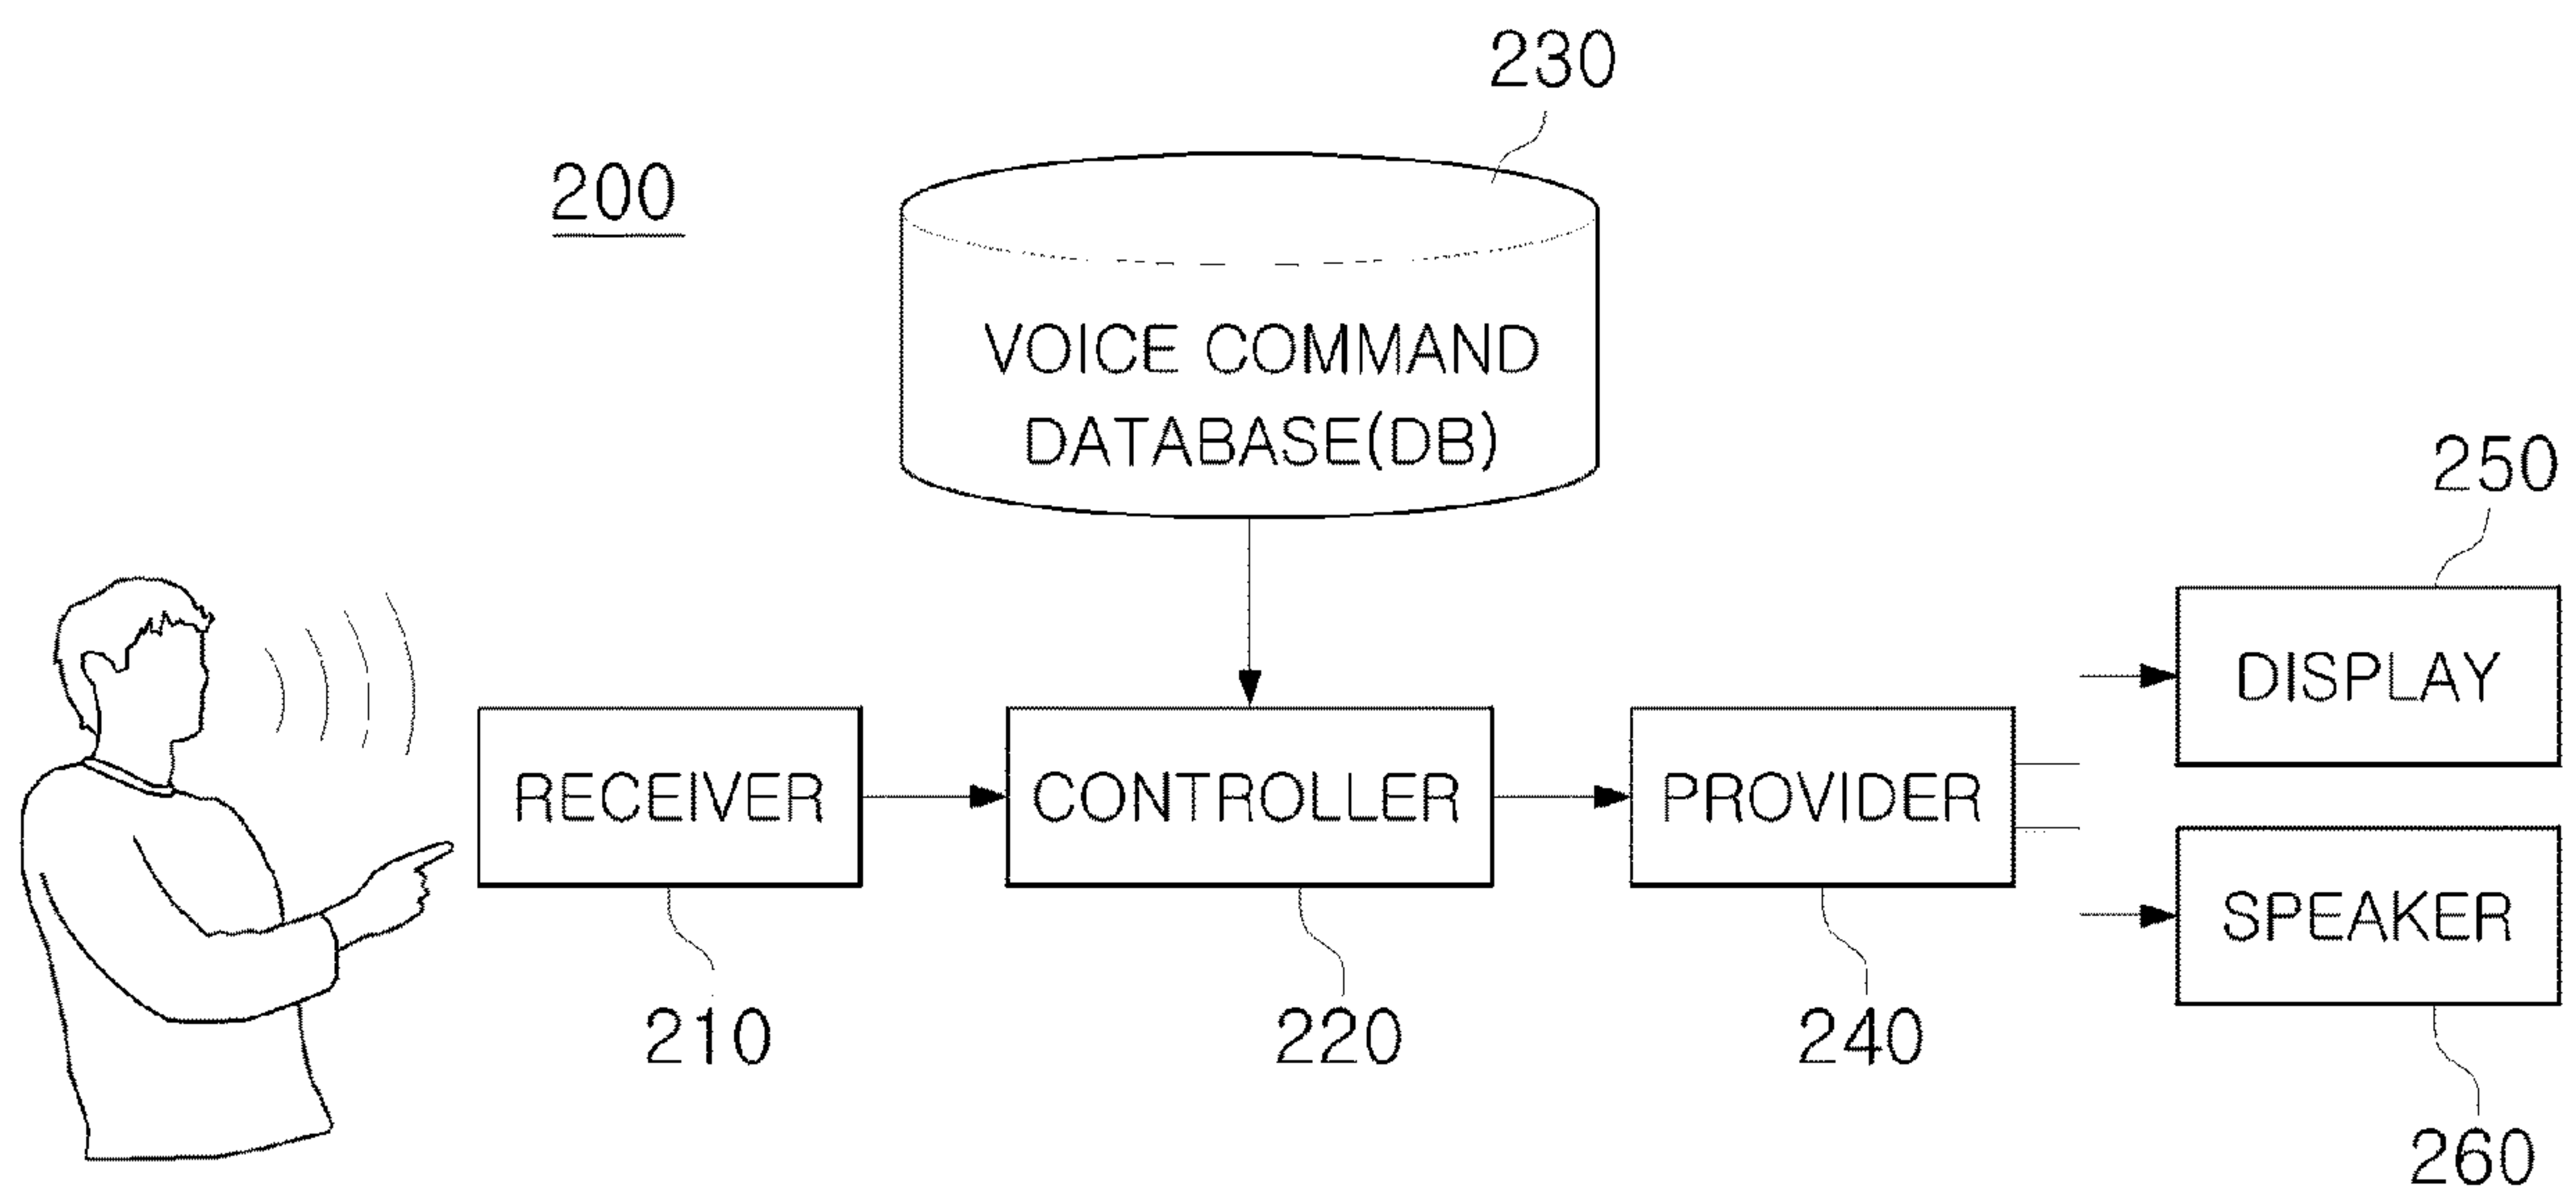 230
200
VOICE COMMAND
DATABASE(DB)
250
DISPLAY
RECEIVER
CONTROLLER
PROVIDER
SPEAKER
210
220
240
260